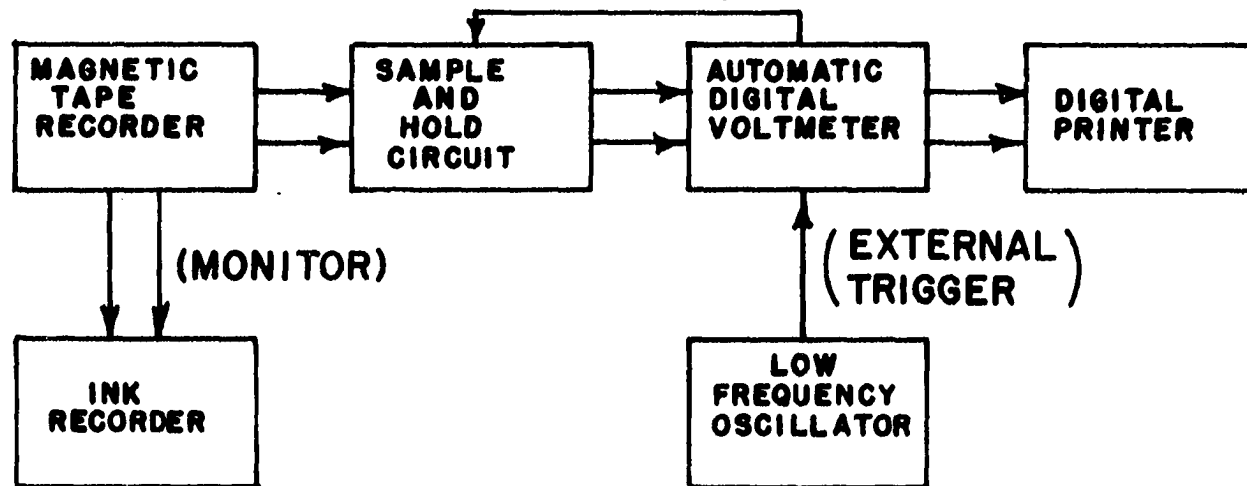 MAGNETIC
TAPE
RECORDER
SAMPLE
AND
HOLD
CIRCUIT
AUTOMATIC
DIGITAL
VOLTMETER
DIGITAL
PRINTER
(MONITOR)
(EXTERNAL
TRIGGER)
INK
RECORDER
LOW
FREQUENCY
OSCILLATOR